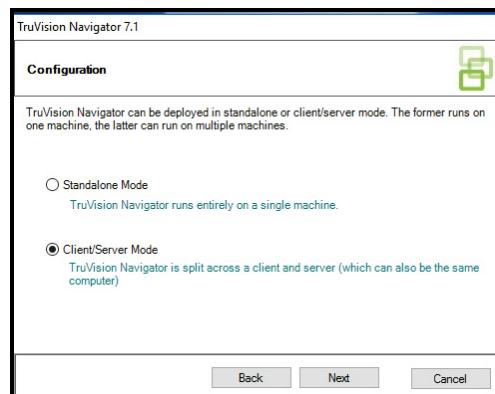 TruVision Navigator 7.1
Configuration
TruVision Navigator can be deployed in standalone or client/server mode. The former runs on
one machine, the latter can run on multiple machines.
Standalone Mode
TruVision Navigator runs entirely on a single machine.
Client/Server Mode
TruVision Navigator is split across a client and server (which can also be the same
computer)
Back
Next
Cancel